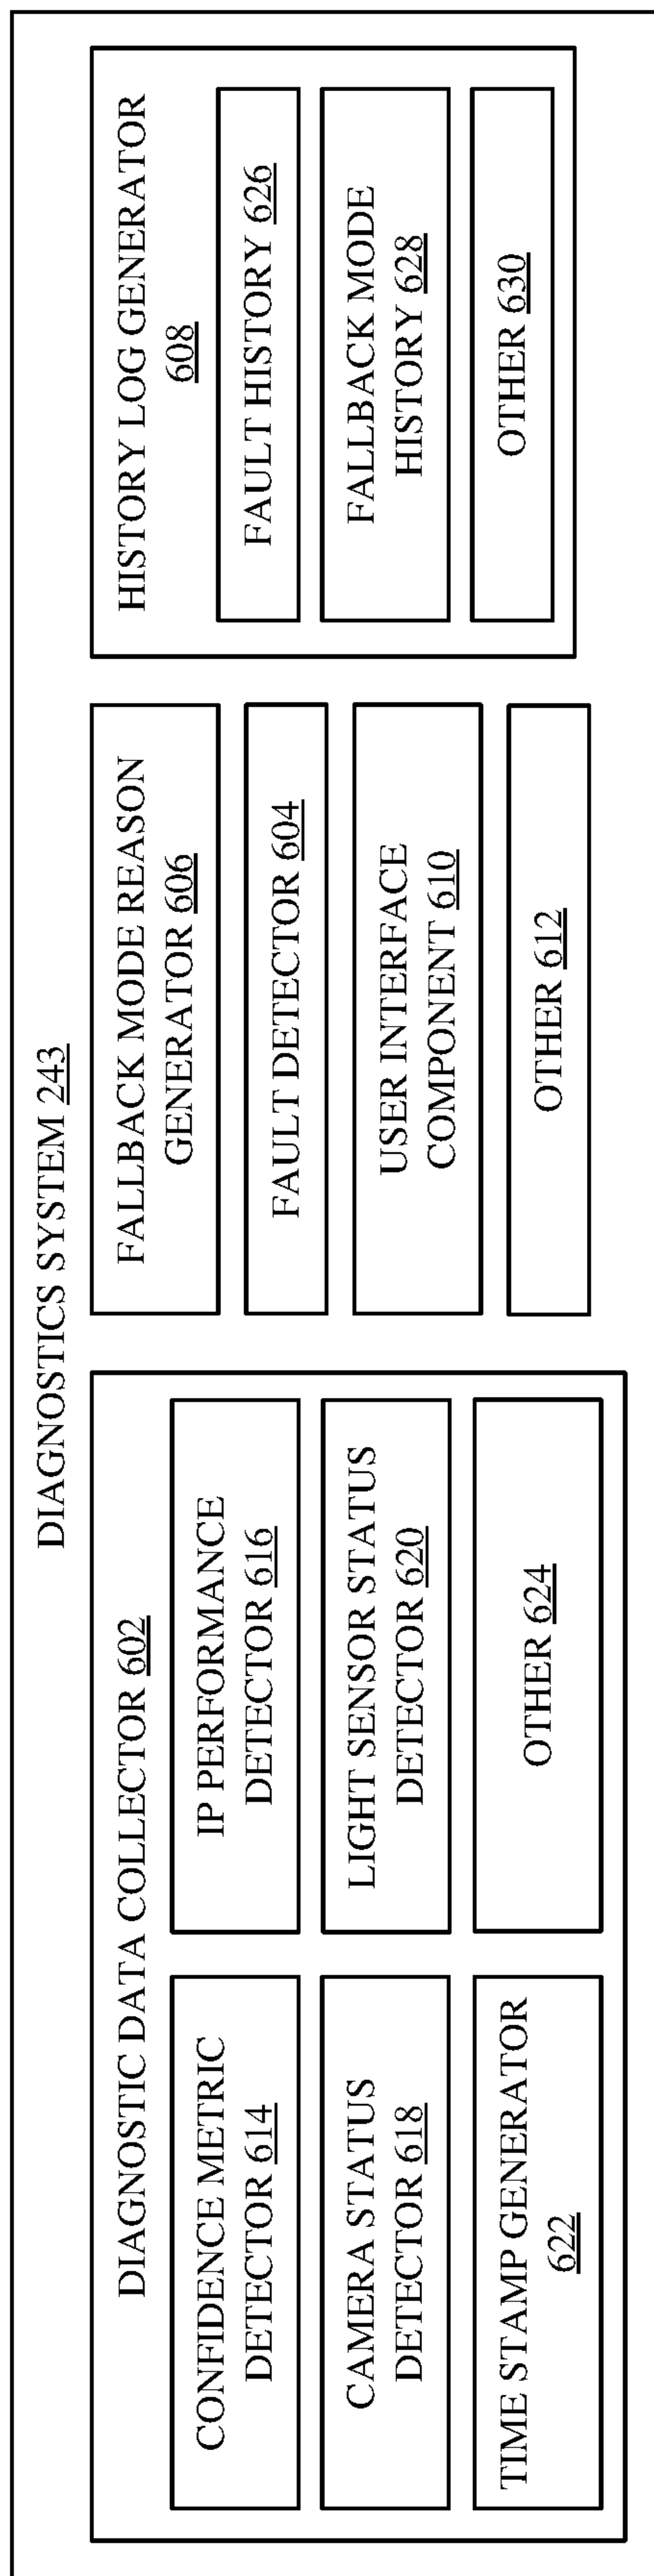 DIAGNOSTICS SYSTEM 243
DIAGNOSTIC DATA COLLECTOR 602
CONFIDENCE METRIC
DETECTOR 614
IP PERFORMANCE
DETECTOR 616
CAMERA STATUS
DETECTOR 618
LIGHT SENSOR STATUS
DETECTOR 620
TIME STAMP GENERATOR
622
OTHER 624
FALLBACK MODE REASON
GENERATOR 606
FAULT DETECTOR 604
USER INTERFACE
COMPONENT 610
OTHER 612
HISTORY LOG GENERATOR
608
FAULT HISTORY 626
FALLBACK MODE
HISTORY 628
OTHER 630